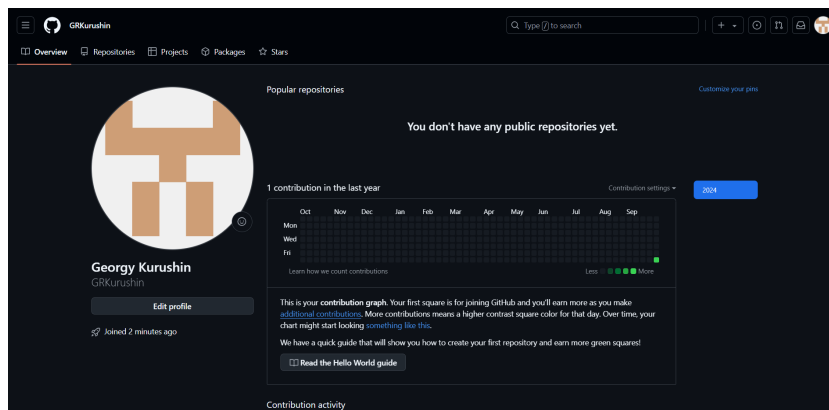 GRKurushin
Type / to search
Overview
Repositories
Projects
Packages
Stars
Popular repositories
Customize your pins
You don't have any public repositories yet.
1 contribution in the last year
Contribution settings
2024
Oct Nov Dec Jan Feb Mar Apr May Jun Jul Aug Sep
Mon
Wed
Fri
Learn how we count contributions
Less
More
Georgy Kurushin
GRKurushin
Edit profile
Joined 2 minutes ago
This is your contribution graph. Your first square is for joining GitHub and you'll earn more as you make
additional contributions. More contributions means a higher contrast square color for that day. Over time, your
chart might start looking something like this.
We have a quick guide that will show you how to create your first repository and earn more green squares!
Read the Hello World guide
Contribution activity